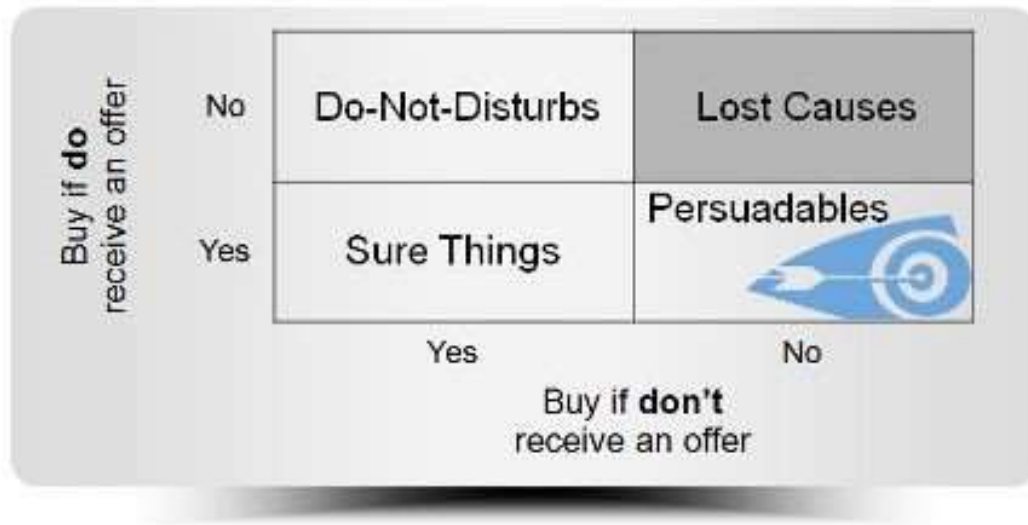 Buy if do
receive an offer
No
Do-Not-Disturbs
Lost Causes
Yes
Sure Things
Persuadables
Yes
No
Buy if don't
receive an offer